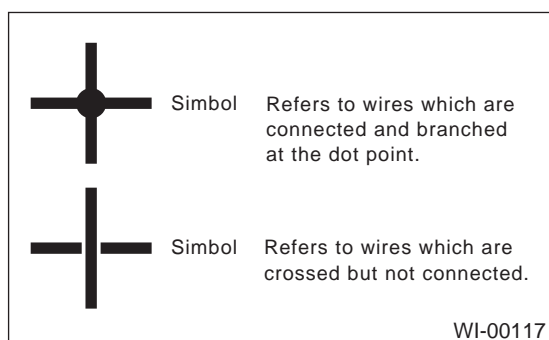 Simbol Refers to wires which are
connected and branched
at the dot point.
Simbol Refers to wires which are
crossed but not connected.
WI-00117